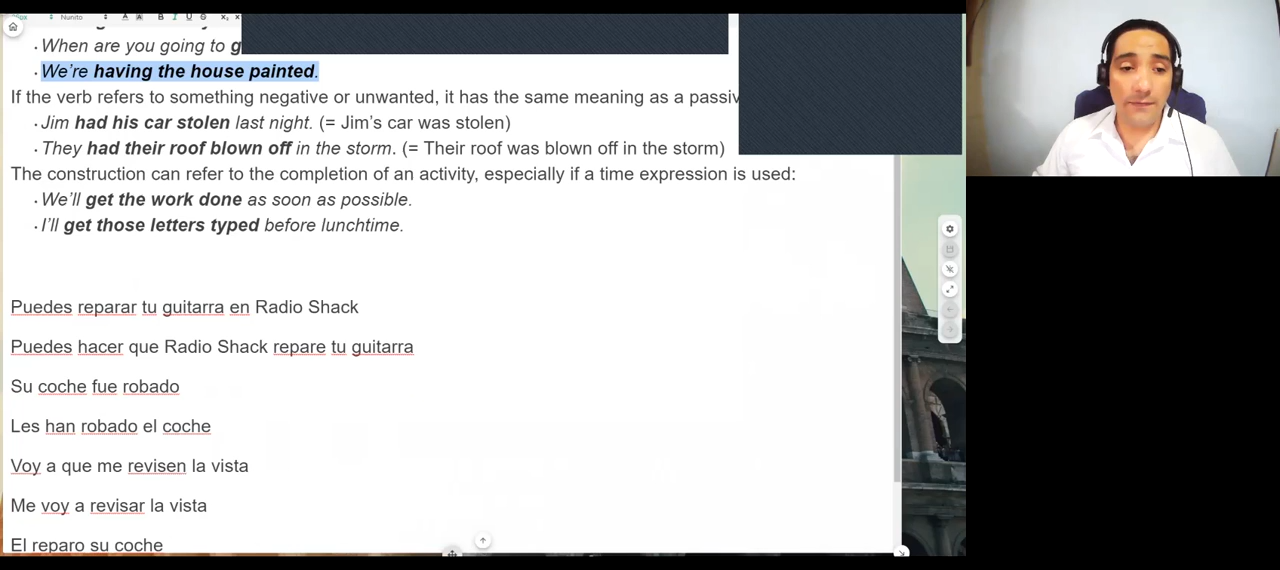 Nunito B I U S X₂
When are you going to g
We're having the house painted.
If the verb refers to something negative or unwanted, it has the same meaning as a passiv
Jim had his car stolen last night. (= Jim's car was stolen)
They had their roof blown off in the storm. (= Their roof was blown off in the storm)
The construction can refer to the completion of an activity, especially if a time expression is used:
We'll get the work done as soon as possible.
I'll get those letters typed before lunchtime.
Puedes reparar tu guitarra en Radio Shack
Puedes hacer que Radio Shack repare tu guitarra
Su coche fue robado
Les han robado el coche
Voy a que me revisen la vista
Me voy a revisar la vista
El reparo su coche